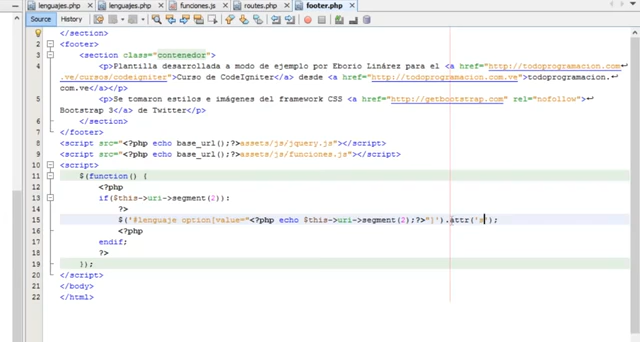 lenguajes.php lenguajes.php funciones.js routes.php footer.php
Source History
1 </section>
2 <footer>
3 <section class="contenedor">
4 <p>Plantilla desarrollada a modo de ejemplo por Eborio Linárez para el <a href="http://todoprogramacion.com
.ve/cursos/codeigniter">Curso de CodeIgniter</a> desde <a href="http://todoprogramacion.com.ve">todoprogramacion.
com.ve</a></p>
5 <p>Se tomaron estilos e imágenes del framework CSS <a href="http://getbootstrap.com" rel="nofollow">
Bootstrap 3</a> de Twitter</p>
6 </section>
7 </footer>
8 <script src="<?php echo base_url();?>assets/js/jquery.js"></script>
9 <script src="<?php echo base_url();?>assets/js/funciones.js"></script>
10 <script>
11 $(function() {
12 <?php
13 if($this->uri->segment(2)):
14 ?>
15 $('#lenguaje option[value="<?php echo $this->uri->segment(2);?>"]').attr('s');
16 <?php
17 endif;
18 ?>
19 });
20 </script>
21 </body>
22 </html>